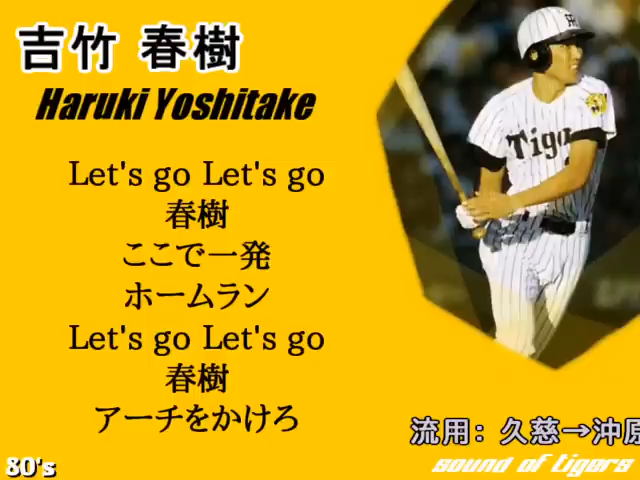 吉竹 春樹
Haruki Yoshitake
Let's go Let's go
春樹
ここで一発
ホームラン
Let's go Let's go
春樹
アーチをかけろ
流用：久慈→沖原
80's
sound of tigers